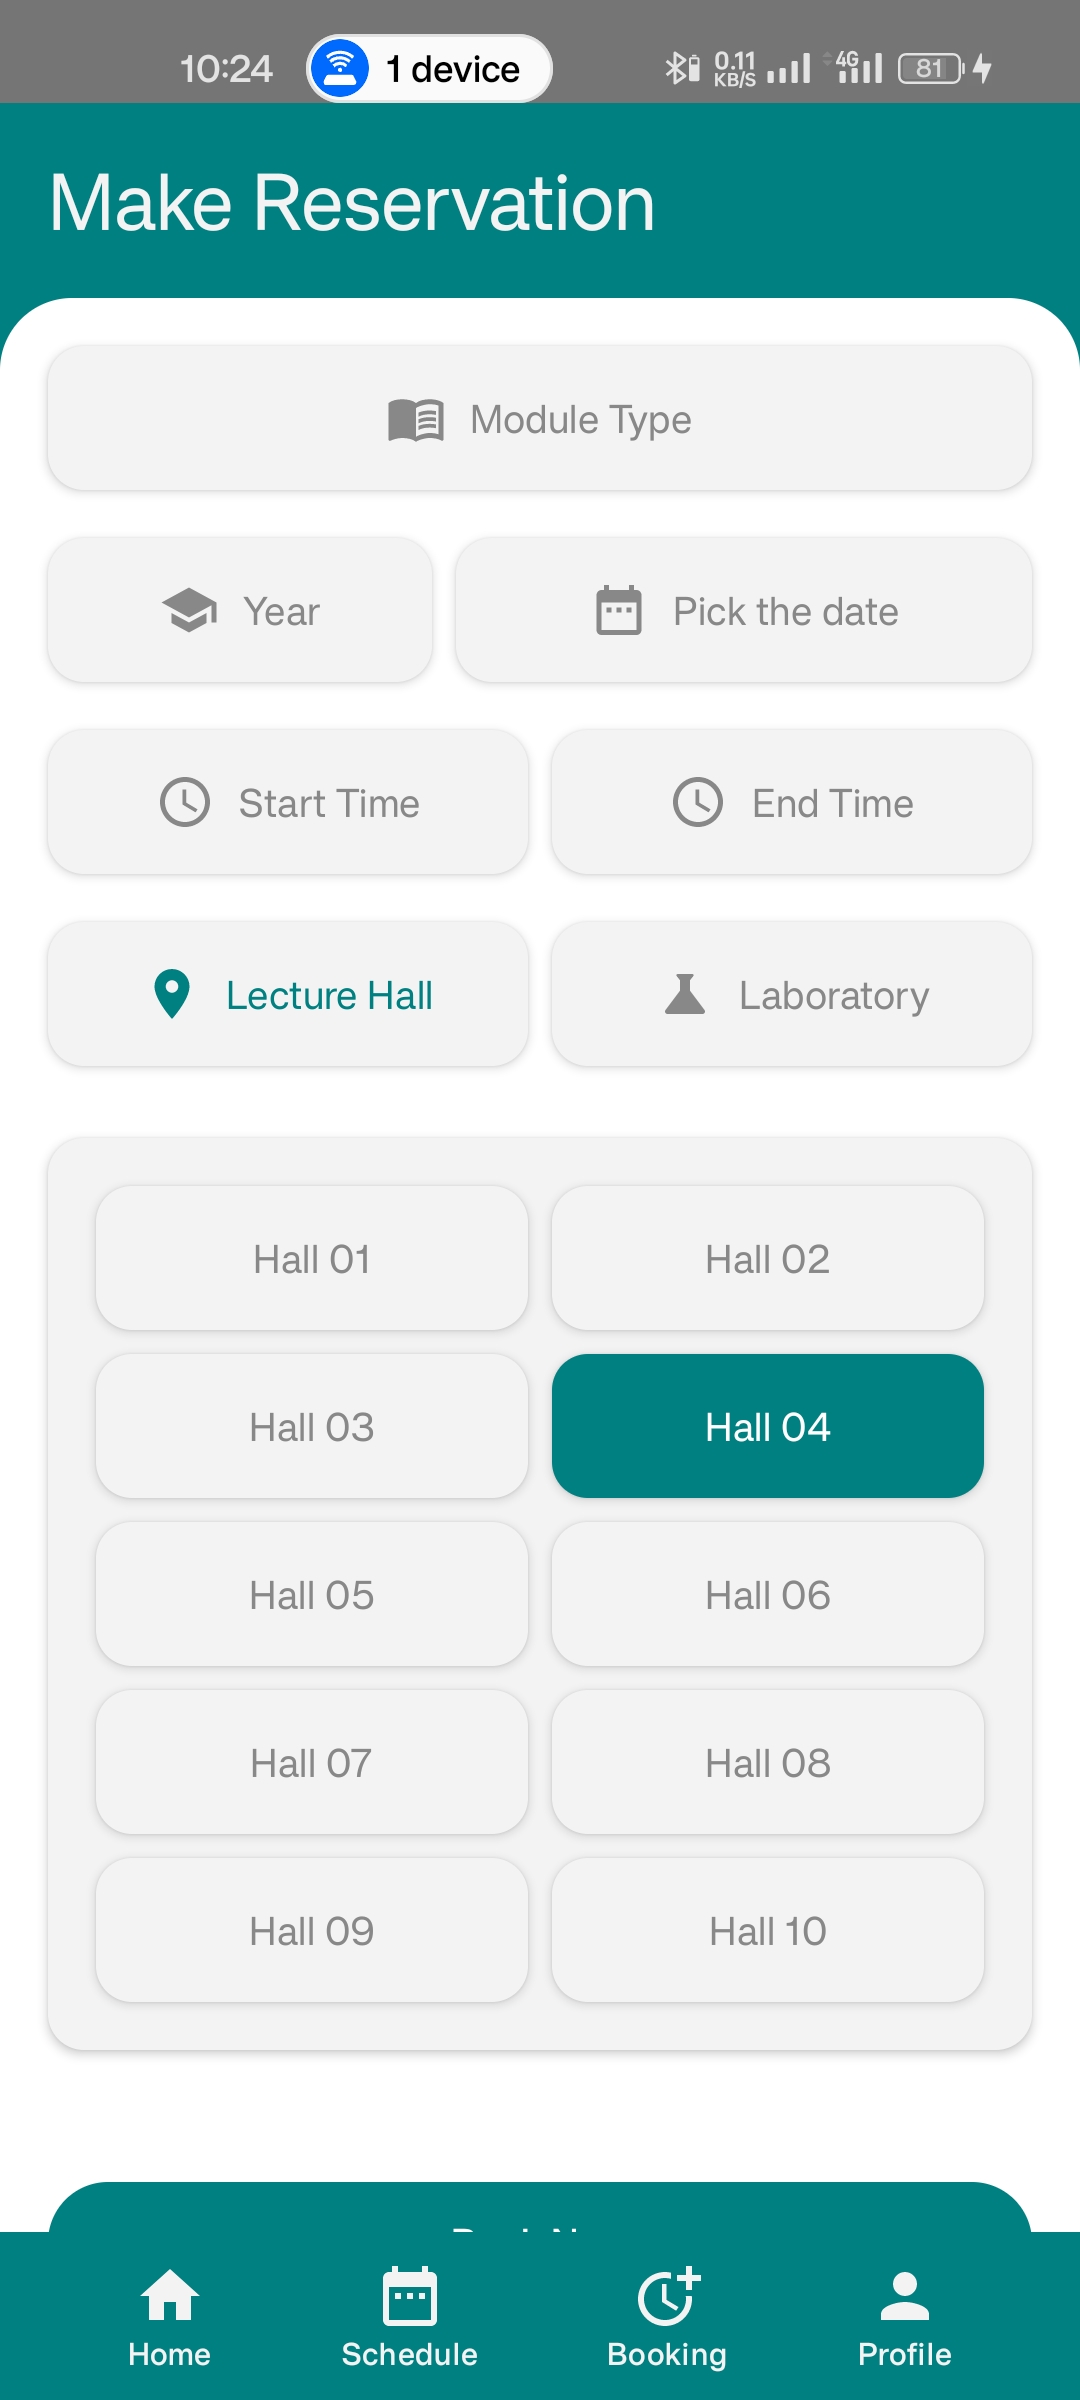 10:24 1 device 0.11 KB/S 4G 81
Make Reservation
Module Type
Year Pick the date
Start Time End Time
Lecture Hall Laboratory
Hall 01 Hall 02
Hall 03 Hall 04
Hall 05 Hall 06
Hall 07 Hall 08
Hall 09 Hall 10
Home Schedule Booking Profile